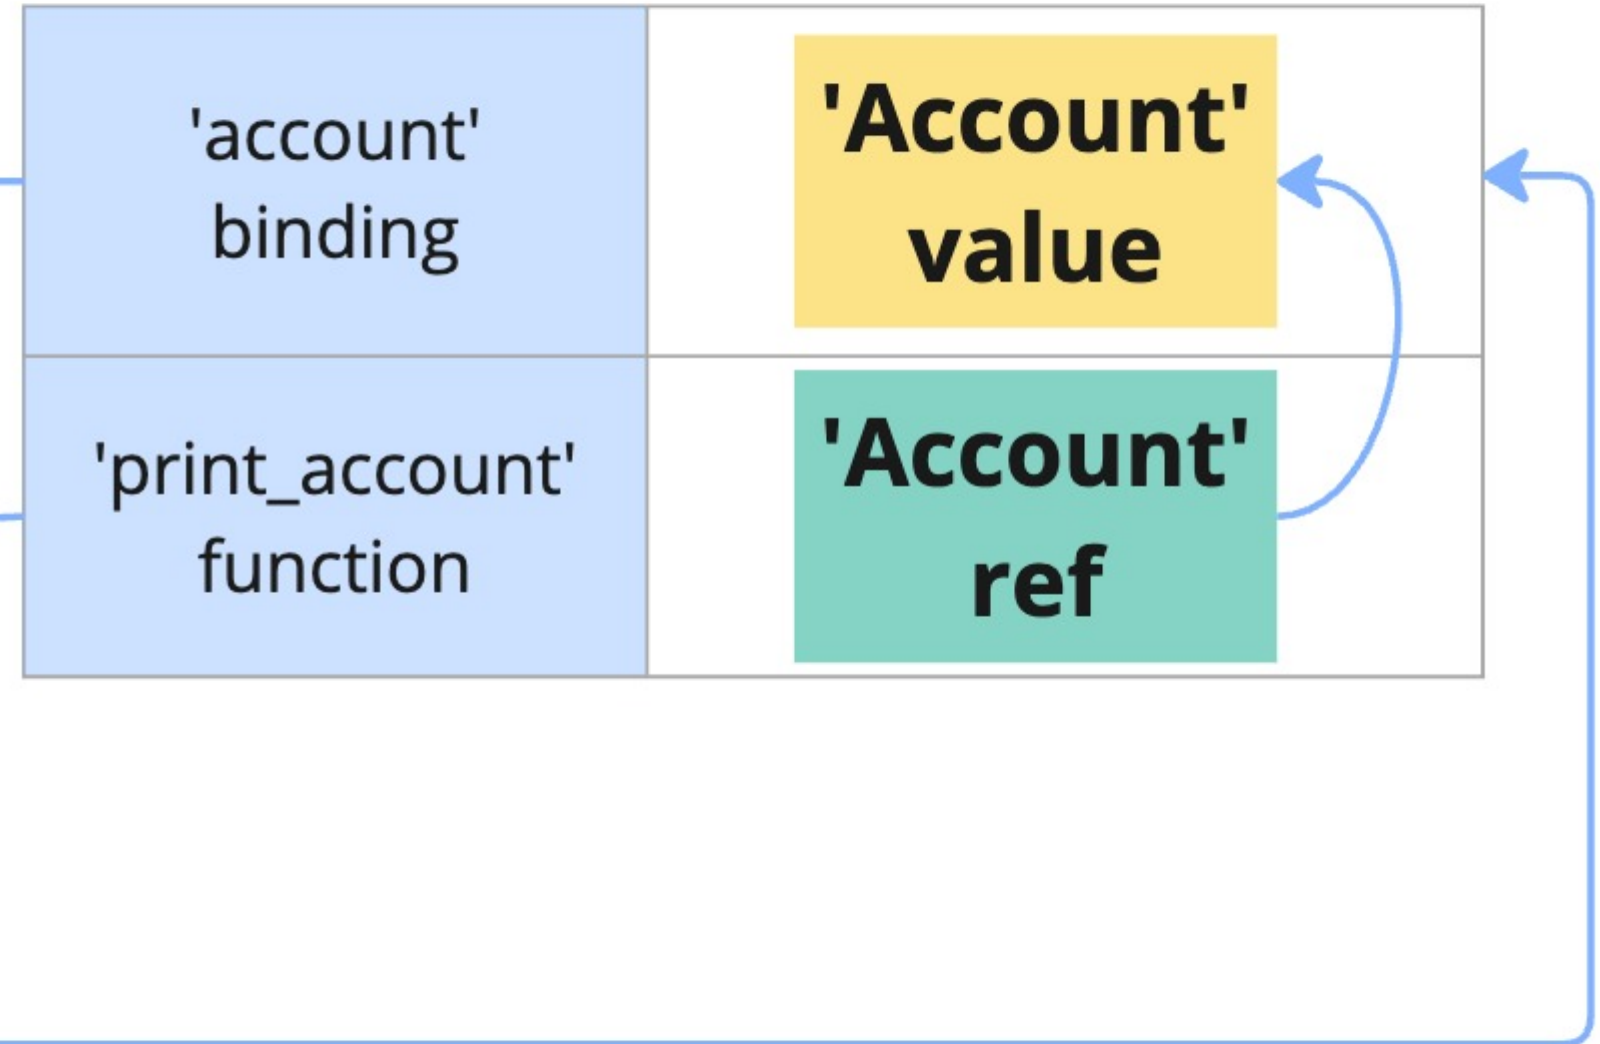 'account'
binding
'Account'
value
'print_account'
function
'Account'
ref